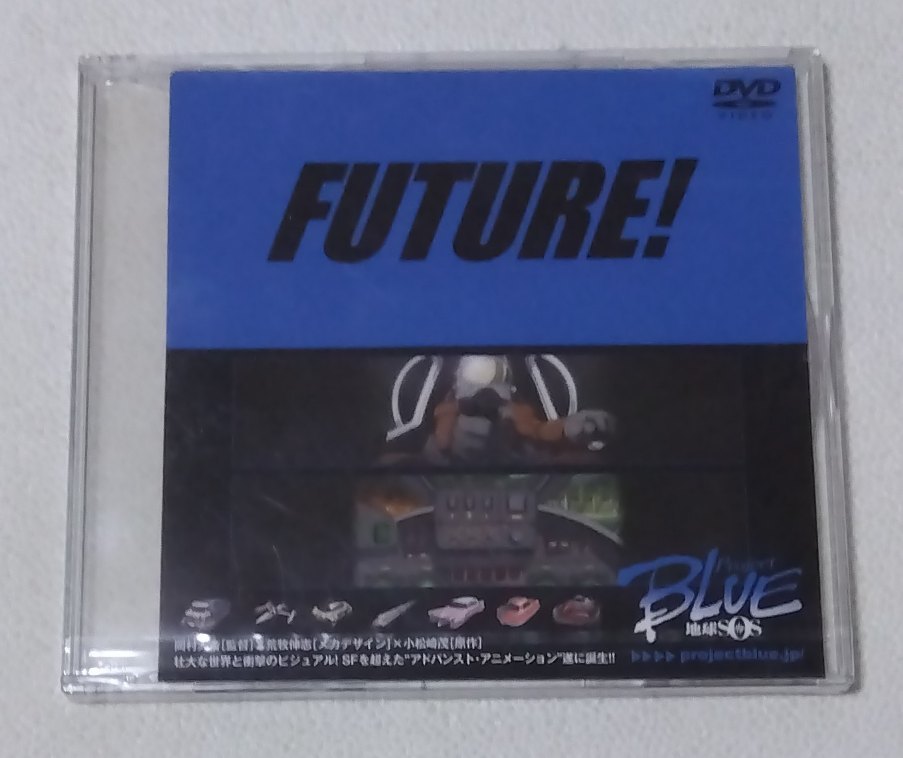 DVD
VIDEO
FUTURE!
Project
BLUE
地球SOS
[監督]×荒牧伸志[メカデザイン]×小松崎茂[原作]
壮大な世界と衝撃のビジュアル! SFを超えた"アドバンスト・アニメーション"遂に誕生!!
projectblue.jp/